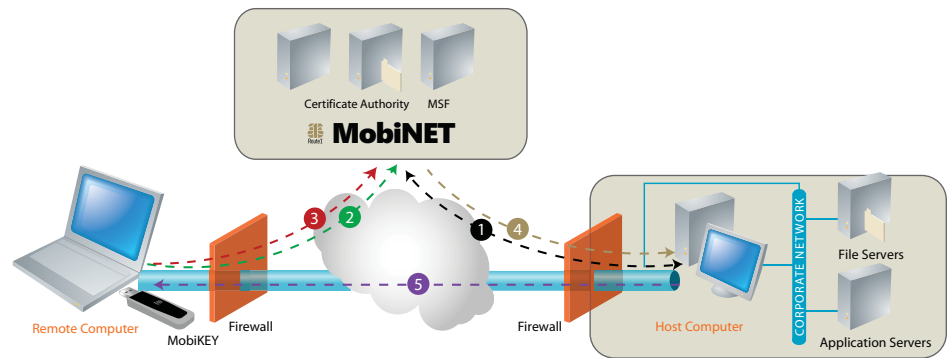 Certificate Authority
MSF
Route1
MobiNET
3
2
1
4
5
Remote Computer
MobiKEY
Firewall
Firewall
Host Computer
CORPORATE NETWORK
File Servers
Application Servers